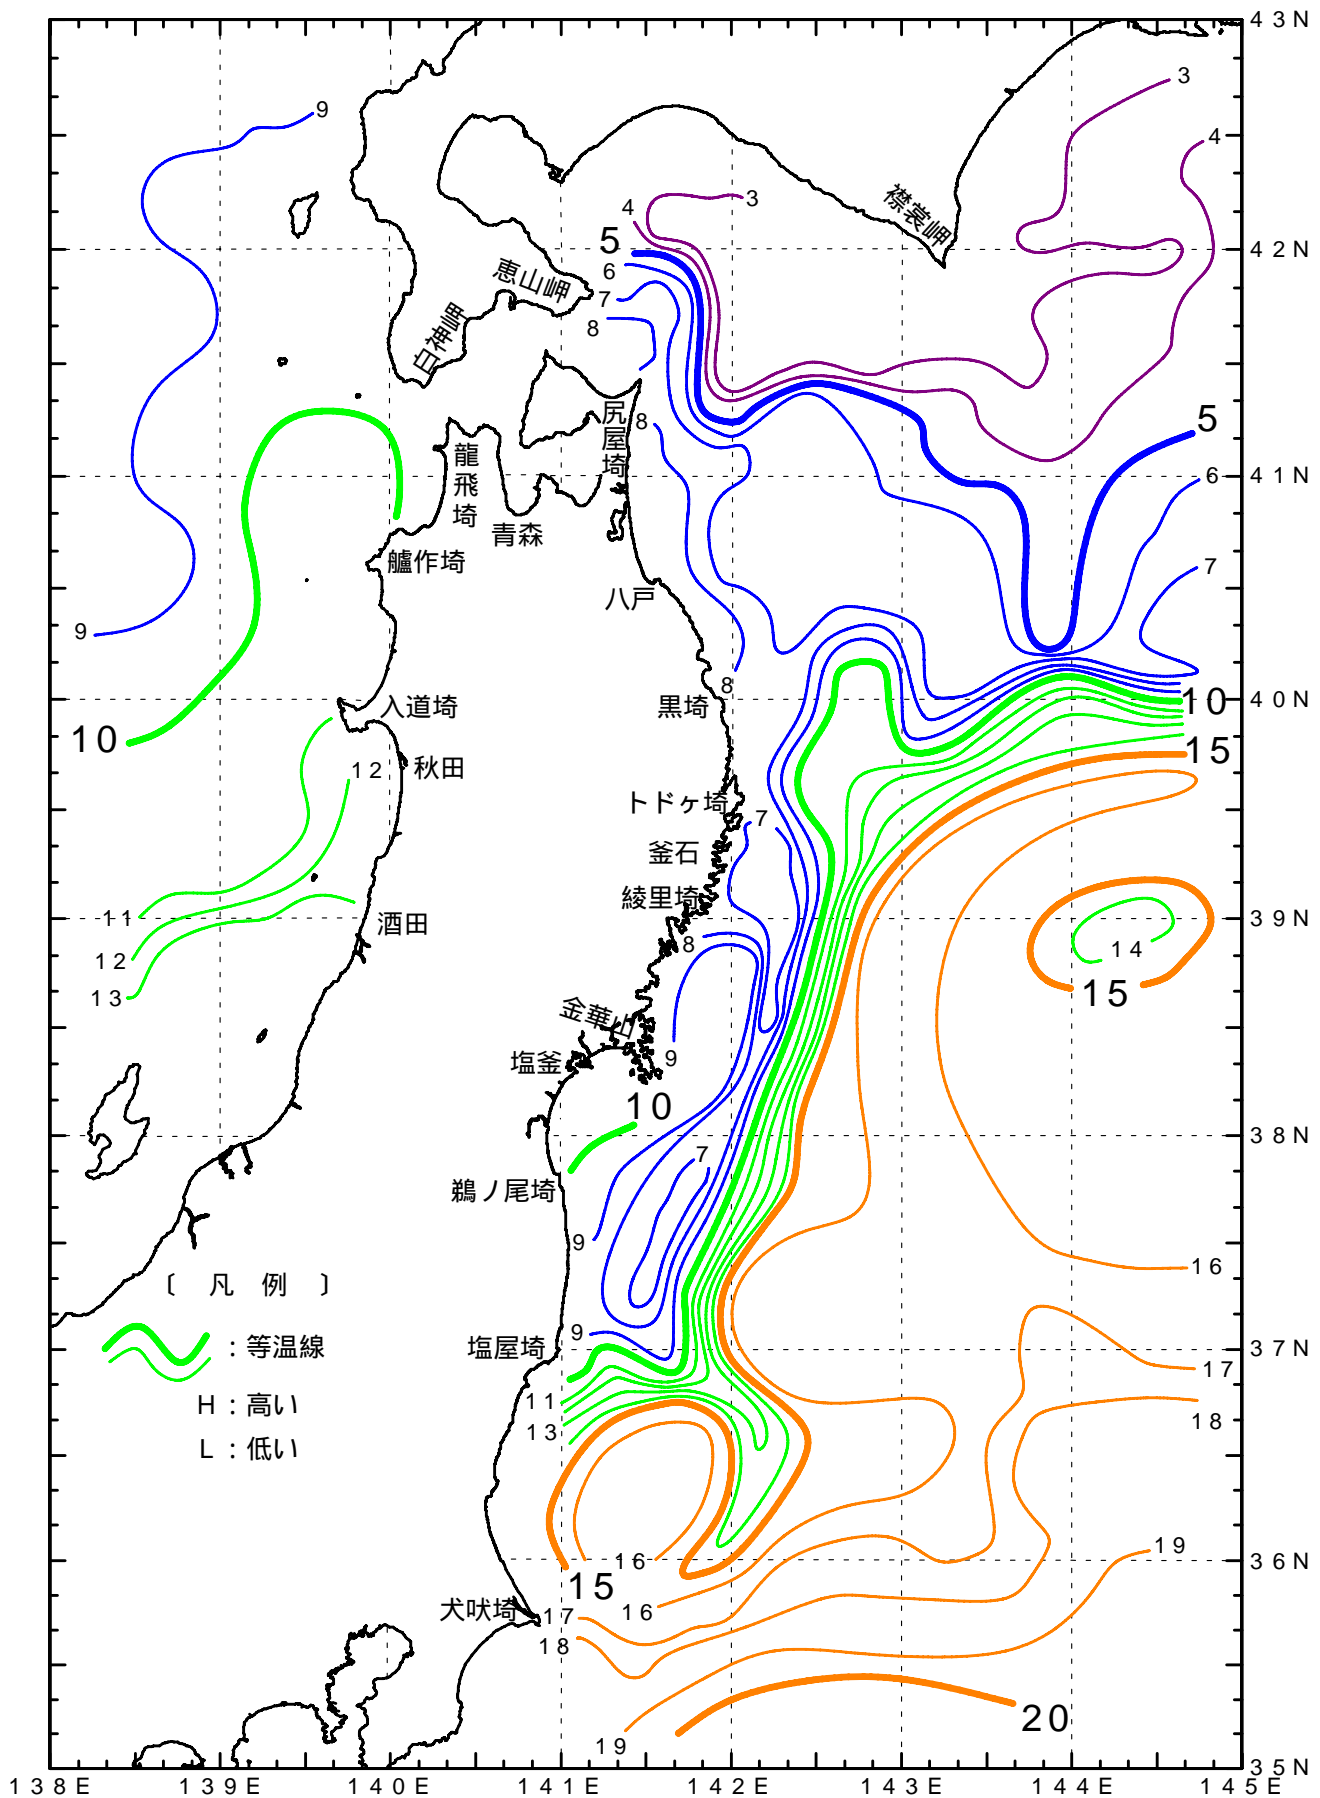 43N
3
9
4
襟裳岬
3
4
5
42N
恵山岬
6
7
白神岬
8
5
尻屋埼
8
龍飛埼
41N
6
青森
艫作埼
7
八戸
9
8
入道埼
黒埼
10
40N
10
15
秋田
12
トドヶ埼
7
釜石
綾里埼
11
酒田
39N
8
14
12
15
13
金華山
塩釜
9
10
38N
7
鵜ノ尾埼
9
16
〔 凡 例 〕
9
:等温線
塩屋埼
37N
17
H:高い
11
18
13
L:低い
19
16
36N
15
犬吠埼
17
16
18
20
19
35N
138E
139E
140E
141E
142E
143E
144E
145E